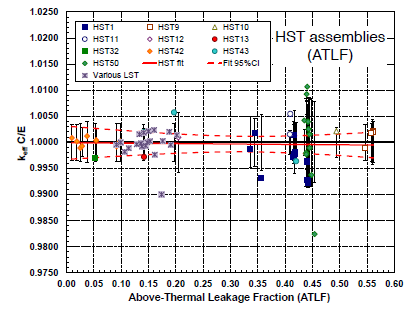 1.0250
1.0200
1.0150
1.0100
1.0050
1.0000
0.9950
0.9900
0.9850
0.9800
0.9750
k_eff C/E
HST1 HST9 HST10
HST11 HST12 HST13
HST32 HST42 HST43
HST50 HST fit Fit 95%CI
Various LST
HST assemblies
(ATLF)
0.00 0.05 0.10 0.15 0.20 0.25 0.30 0.35 0.40 0.45 0.50 0.55 0.60
Above-Thermal Leakage Fraction (ATLF)